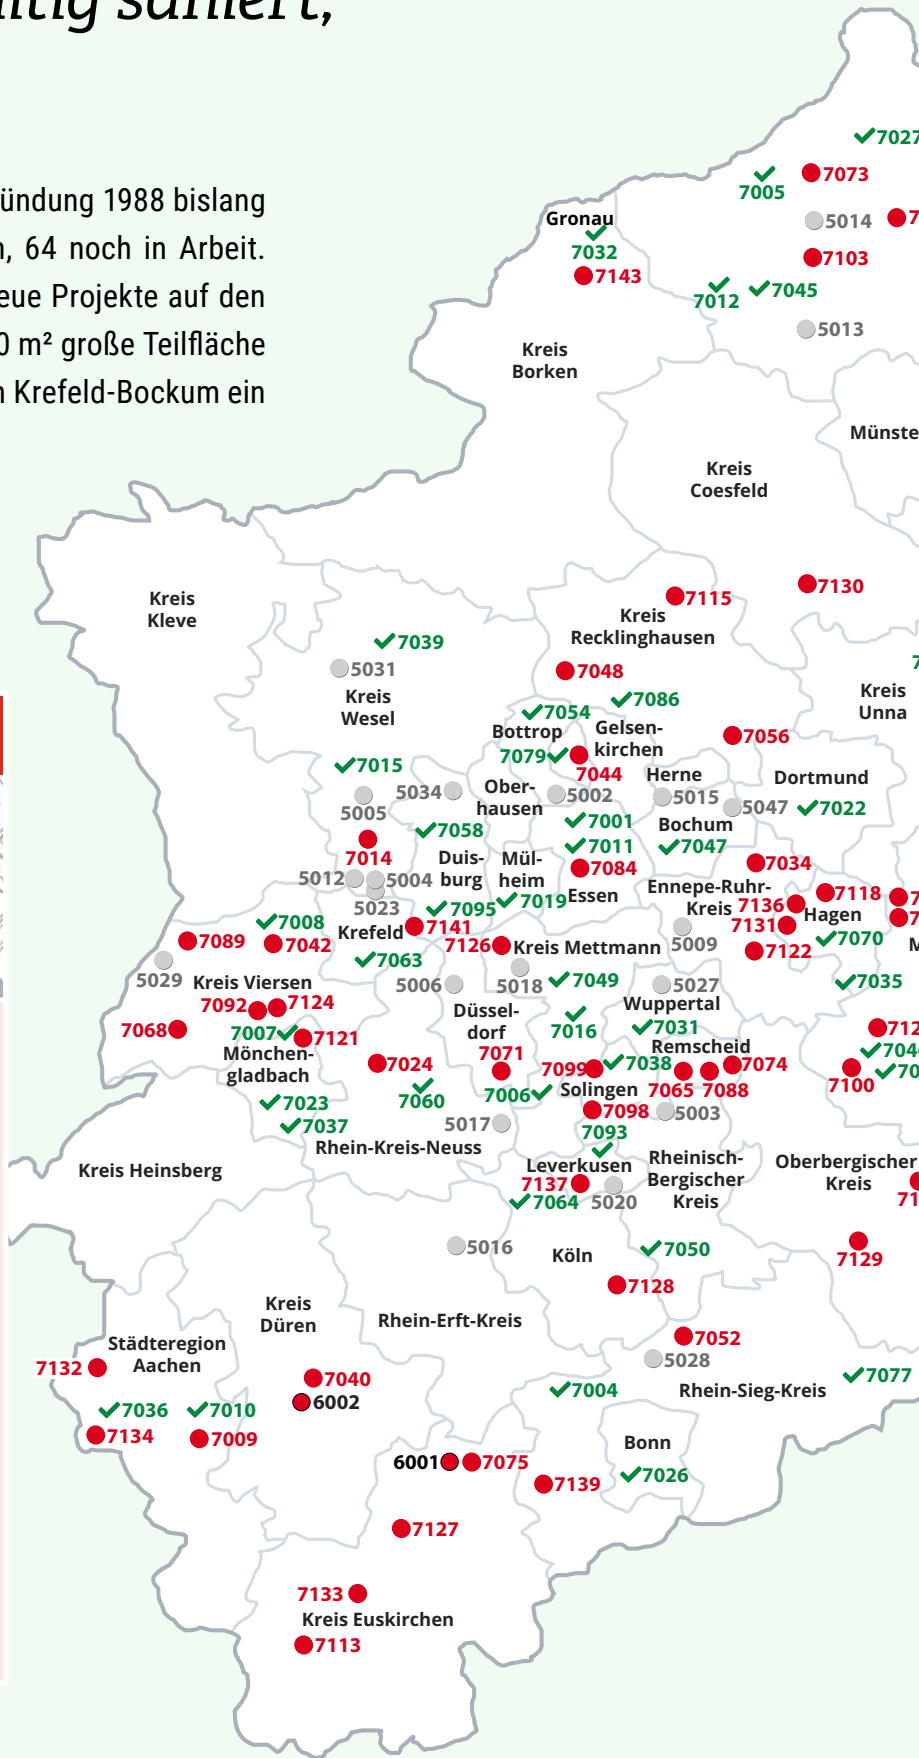 ündung 1988 bislang
64 noch in Arbeit.
eue Projekte auf den
0 m² große Teilfläche
Krefeld-Bockum ein
7027
7005
7073
Gronau
5014
7032
7143
7103
7012
7045
5013
Kreis
Borken
Kreis
Coesfeld
Münste
Kreis
Kleve
7115
7130
Kreis
Recklinghausen
7039
5031
Kreis
Wesel
7048
Kreis
Unna
7086
7054
Bottrop
Gelsen-
kirchen
7056
7079
7044
7015
5034
5005
Ober-
hausen
5002
Herne
5015
Dortmund
5047
7022
7058
7001
Bochum
7014
7011
7047
Duis-
burg
Mül-
heim
7084
7034
5012
5004
5023
7019
Essen
Ennepe-Ruhr-
Kreis
7136
7118
7095
7131
Hagen
7008
Krefeld
7141
5009
7070
7089
7042
7126
Kreis Mettmann
7122
7063
5029
5018
7049
Kreis Viersen
5006
5027
7035
7092
7124
Düssel-
dorf
Wuppertal
7068
7007
7121
7016
7031
Mönchen-
gladbach
7071
Remscheid
7024
7099
7038
7074
7065
7088
7100
7060
7006
Solingen
7023
7098
5003
7037
5017
7093
Rhein-Kreis-Neuss
Kreis Heinsberg
Leverkusen
Rheinisch-
Bergischer
Kreis
Oberbergischer
Kreis
7137
7064
5020
5016
Köln
7050
7129
7128
Kreis
Düren
Rhein-Erft-Kreis
Städteregion
Aachen
7052
7132
5028
7040
7004
Rhein-Sieg-Kreis
7077
6002
7036
7010
7134
7009
Bonn
6001
7075
7026
7139
7127
7133
Kreis Euskirchen
7113